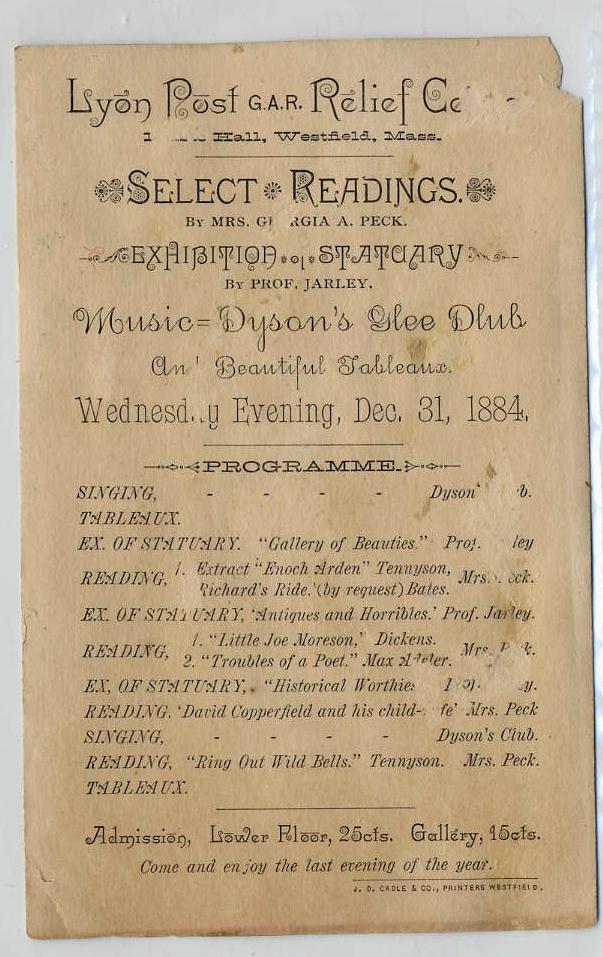 Lyon Post G.A.R. Relief
Hall, Westfield, Mass.
SELECT READINGS.
BY MRS. A. PECK.
EXHIBITION of STATUARY
BY PROF. JARLEY.
Music=Dyson's Glee Dlub
Beautiful Tableaux.
Evening, Dec. 31, 1884.
PROGRAMME.
SINGING, - - - - Dyson'
TABLEAUX.
EX. OF STATUARY. "Gallery of Beauties." Prof.
READING, 1. Extract "Enoch Arden" Tennyson, Mrs.
Richard's Ride.'(by request) Bates.
EX. OF STATUARY, 'Antiques and Horribles.' Prof. Jarley.
READING, 1. "Little Joe Moreson,' Dickens. Mrs.
2. "Troubles of a Poet." Max
EX, OF STATUARY, "Historical
READING. 'David Copperfield and his Mrs. Peck
SINGING, - - - - Dyson's Club.
READING, "Ring Out Wild Bells." Tennyson. Mrs. Peck.
TABLEAUX.
Admission, Lower Floor, 25cts. Gallery, 15cts.
Come and enjoy the last evening of the year.
J. D. CADLE & CO., PRINTERS WESTFIELD.